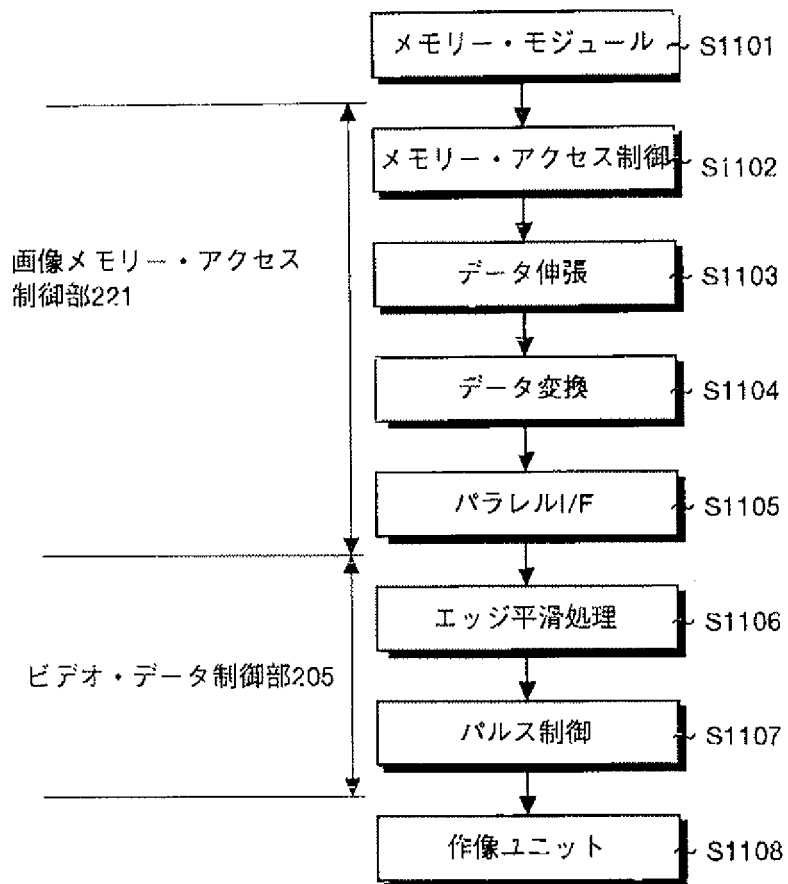 メモリー・モジュール S1101
メモリー・アクセス制御 S1102
画像メモリー・アクセス
制御部221
データ伸張 S1103
データ変換 S1104
パラレルI/F S1105
エッジ平滑処理 S1106
ビデオ・データ制御部205
パルス制御 S1107
作像ユニット S1108